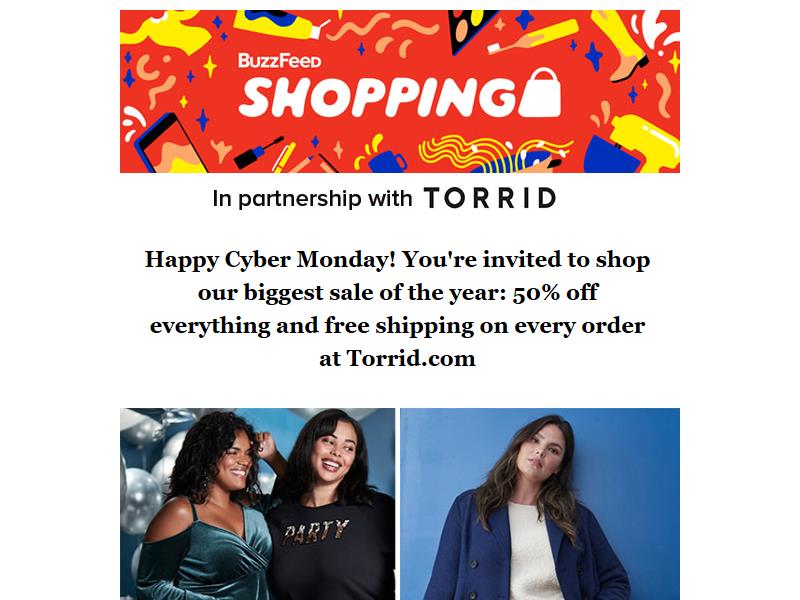 BuzzFeed
SHOPPING
In partnership with TORRID
Happy Cyber Monday! You're invited to shop
our biggest sale of the year: 50% off
everything and free shipping on every order
at Torrid.com
PARTY